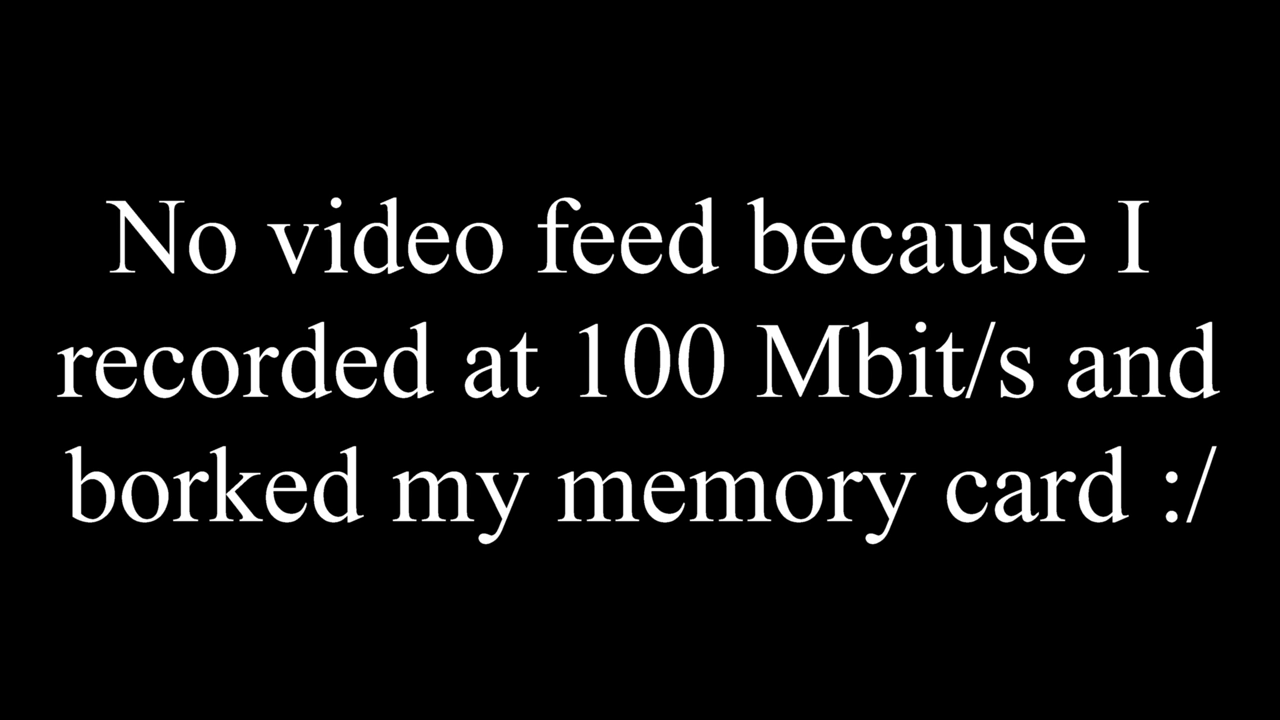 No video feed because I
recorded at 100 Mbit/s and
borked my memory card :/